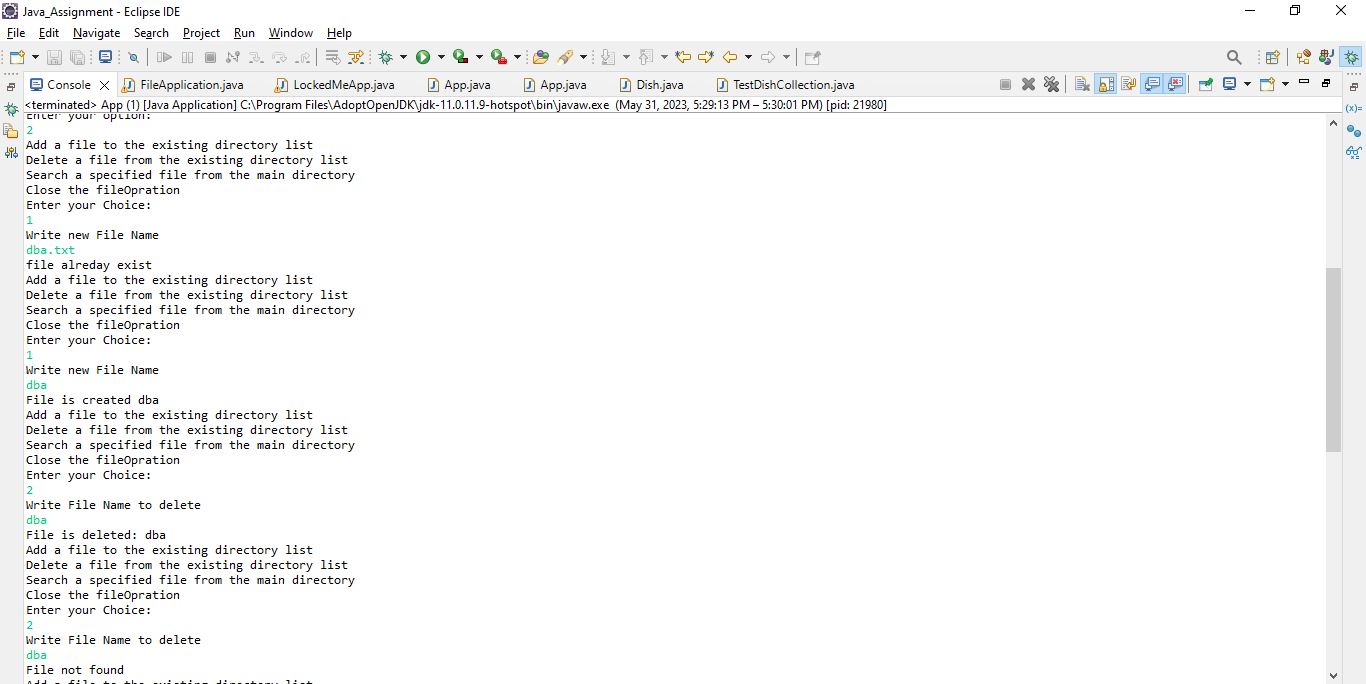 Java_Assignment - Eclipse IDE
File Edit Navigate Search Project Run Window Help
Console FileApplication.java LockedMeApp.java App.java App.java Dish.java TestDishCollection.java
<terminated> App (1) [Java Application] C:\Program Files\AdoptOpenJDK\jdk-11.0.11.9-hotspot\bin\javaw.exe (May 31, 2023, 5:29:13 PM – 5:30:01 PM) [pid: 21980]
Enter your option:
2
Add a file to the existing directory list
Delete a file from the existing directory list
Search a specified file from the main directory
Close the fileOpration
Enter your Choice:
1
Write new File Name
dba.txt
file alreday exist
Add a file to the existing directory list
Delete a file from the existing directory list
Search a specified file from the main directory
Close the fileOpration
Enter your Choice:
1
Write new File Name
dba
File is created dba
Add a file to the existing directory list
Delete a file from the existing directory list
Search a specified file from the main directory
Close the fileOpration
Enter your Choice:
2
Write File Name to delete
dba
File is deleted: dba
Add a file to the existing directory list
Delete a file from the existing directory list
Search a specified file from the main directory
Close the fileOpration
Enter your Choice:
2
Write File Name to delete
dba
File not found
Add a file to the existing directory list